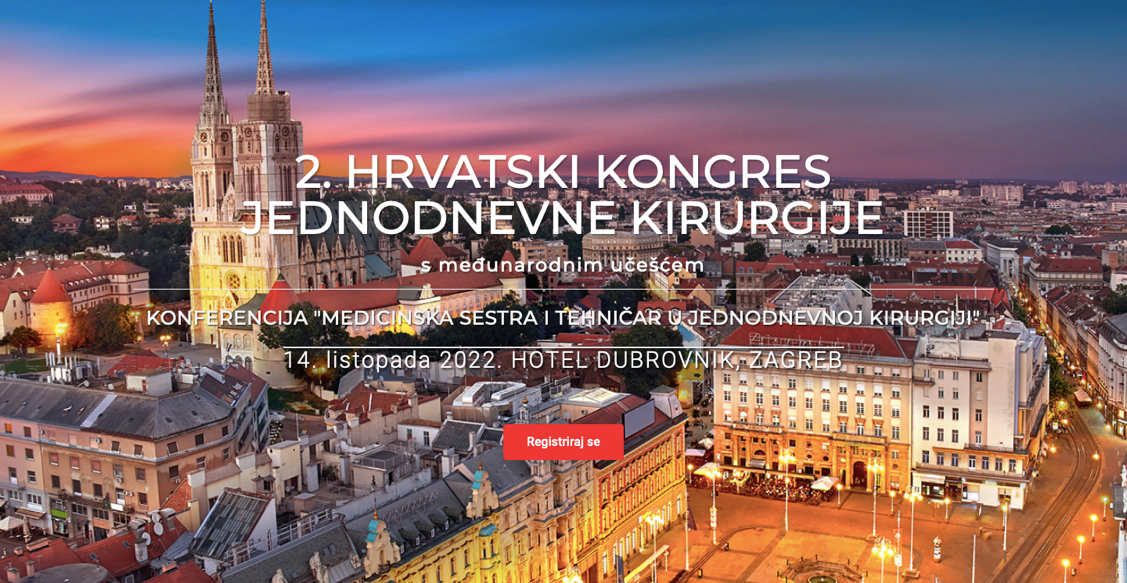 2. HRVATSKI KONGRES
JEDNODNEVNE KIRURGIJE
s međunarodnim učešćem
KONFERENCIJA "MEDICINSKA SESTRA I TEHNIČAR U JEDNODNEVNOJ KIRURGIJI"
14. listopada 2022. HOTEL DUBROVNIK, ZAGREB
Registriraj se